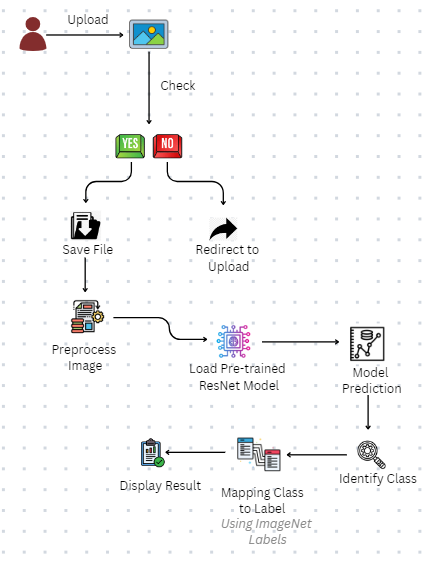 Upload
Check
YES
NO
Save File
Redirect to
Upload
Preprocess
Image
Load Pre-trained
ResNet Model
Model
Prediction
Identify Class
Mapping Class
to Label
Using ImageNet
Labels
Display Result